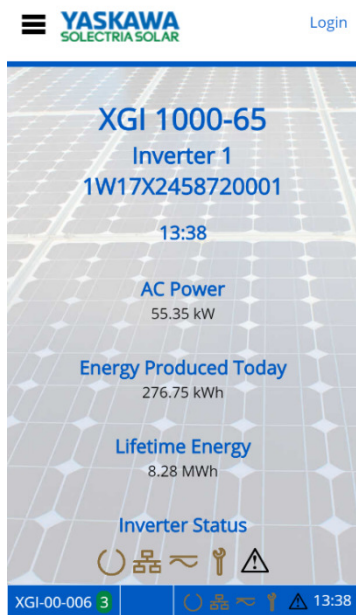 YASKAWA
SOLECTRIA SOLAR
Login
XGI 1000-65
Inverter 1
1W17X2458720001
13:38
AC Power
55.35 kW
Energy Produced Today
276.75 kWh
Lifetime Energy
8.28 MWh
Inverter Status
XGI-00-006 3
13:38